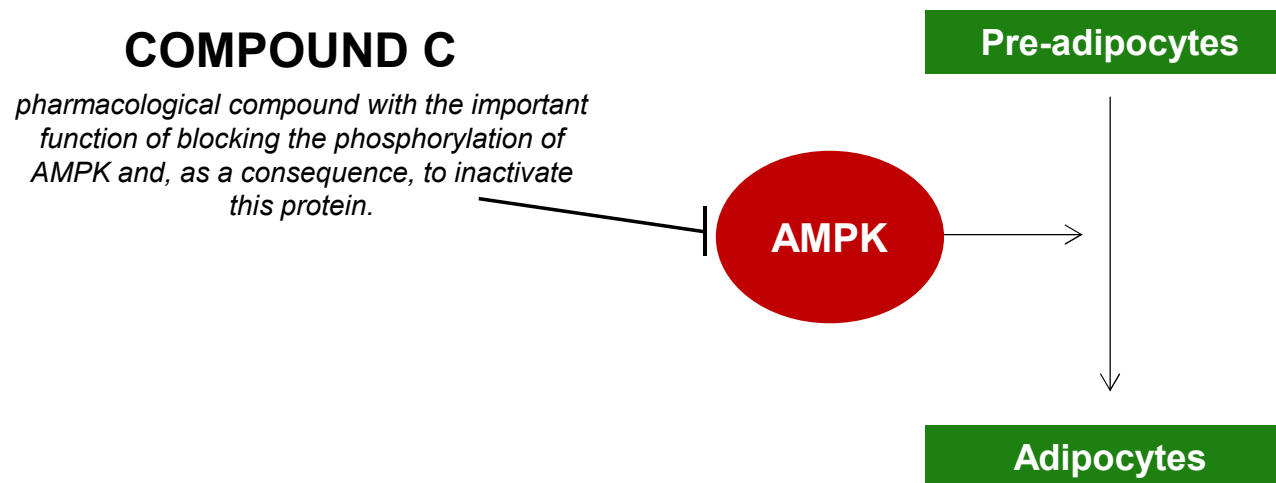 COMPOUND C
pharmacological compound with the important
function of blocking the phosphorylation of
AMPK and, as a consequence, to inactivate
this protein.
Pre-adipocytes
AMPK
Adipocytes